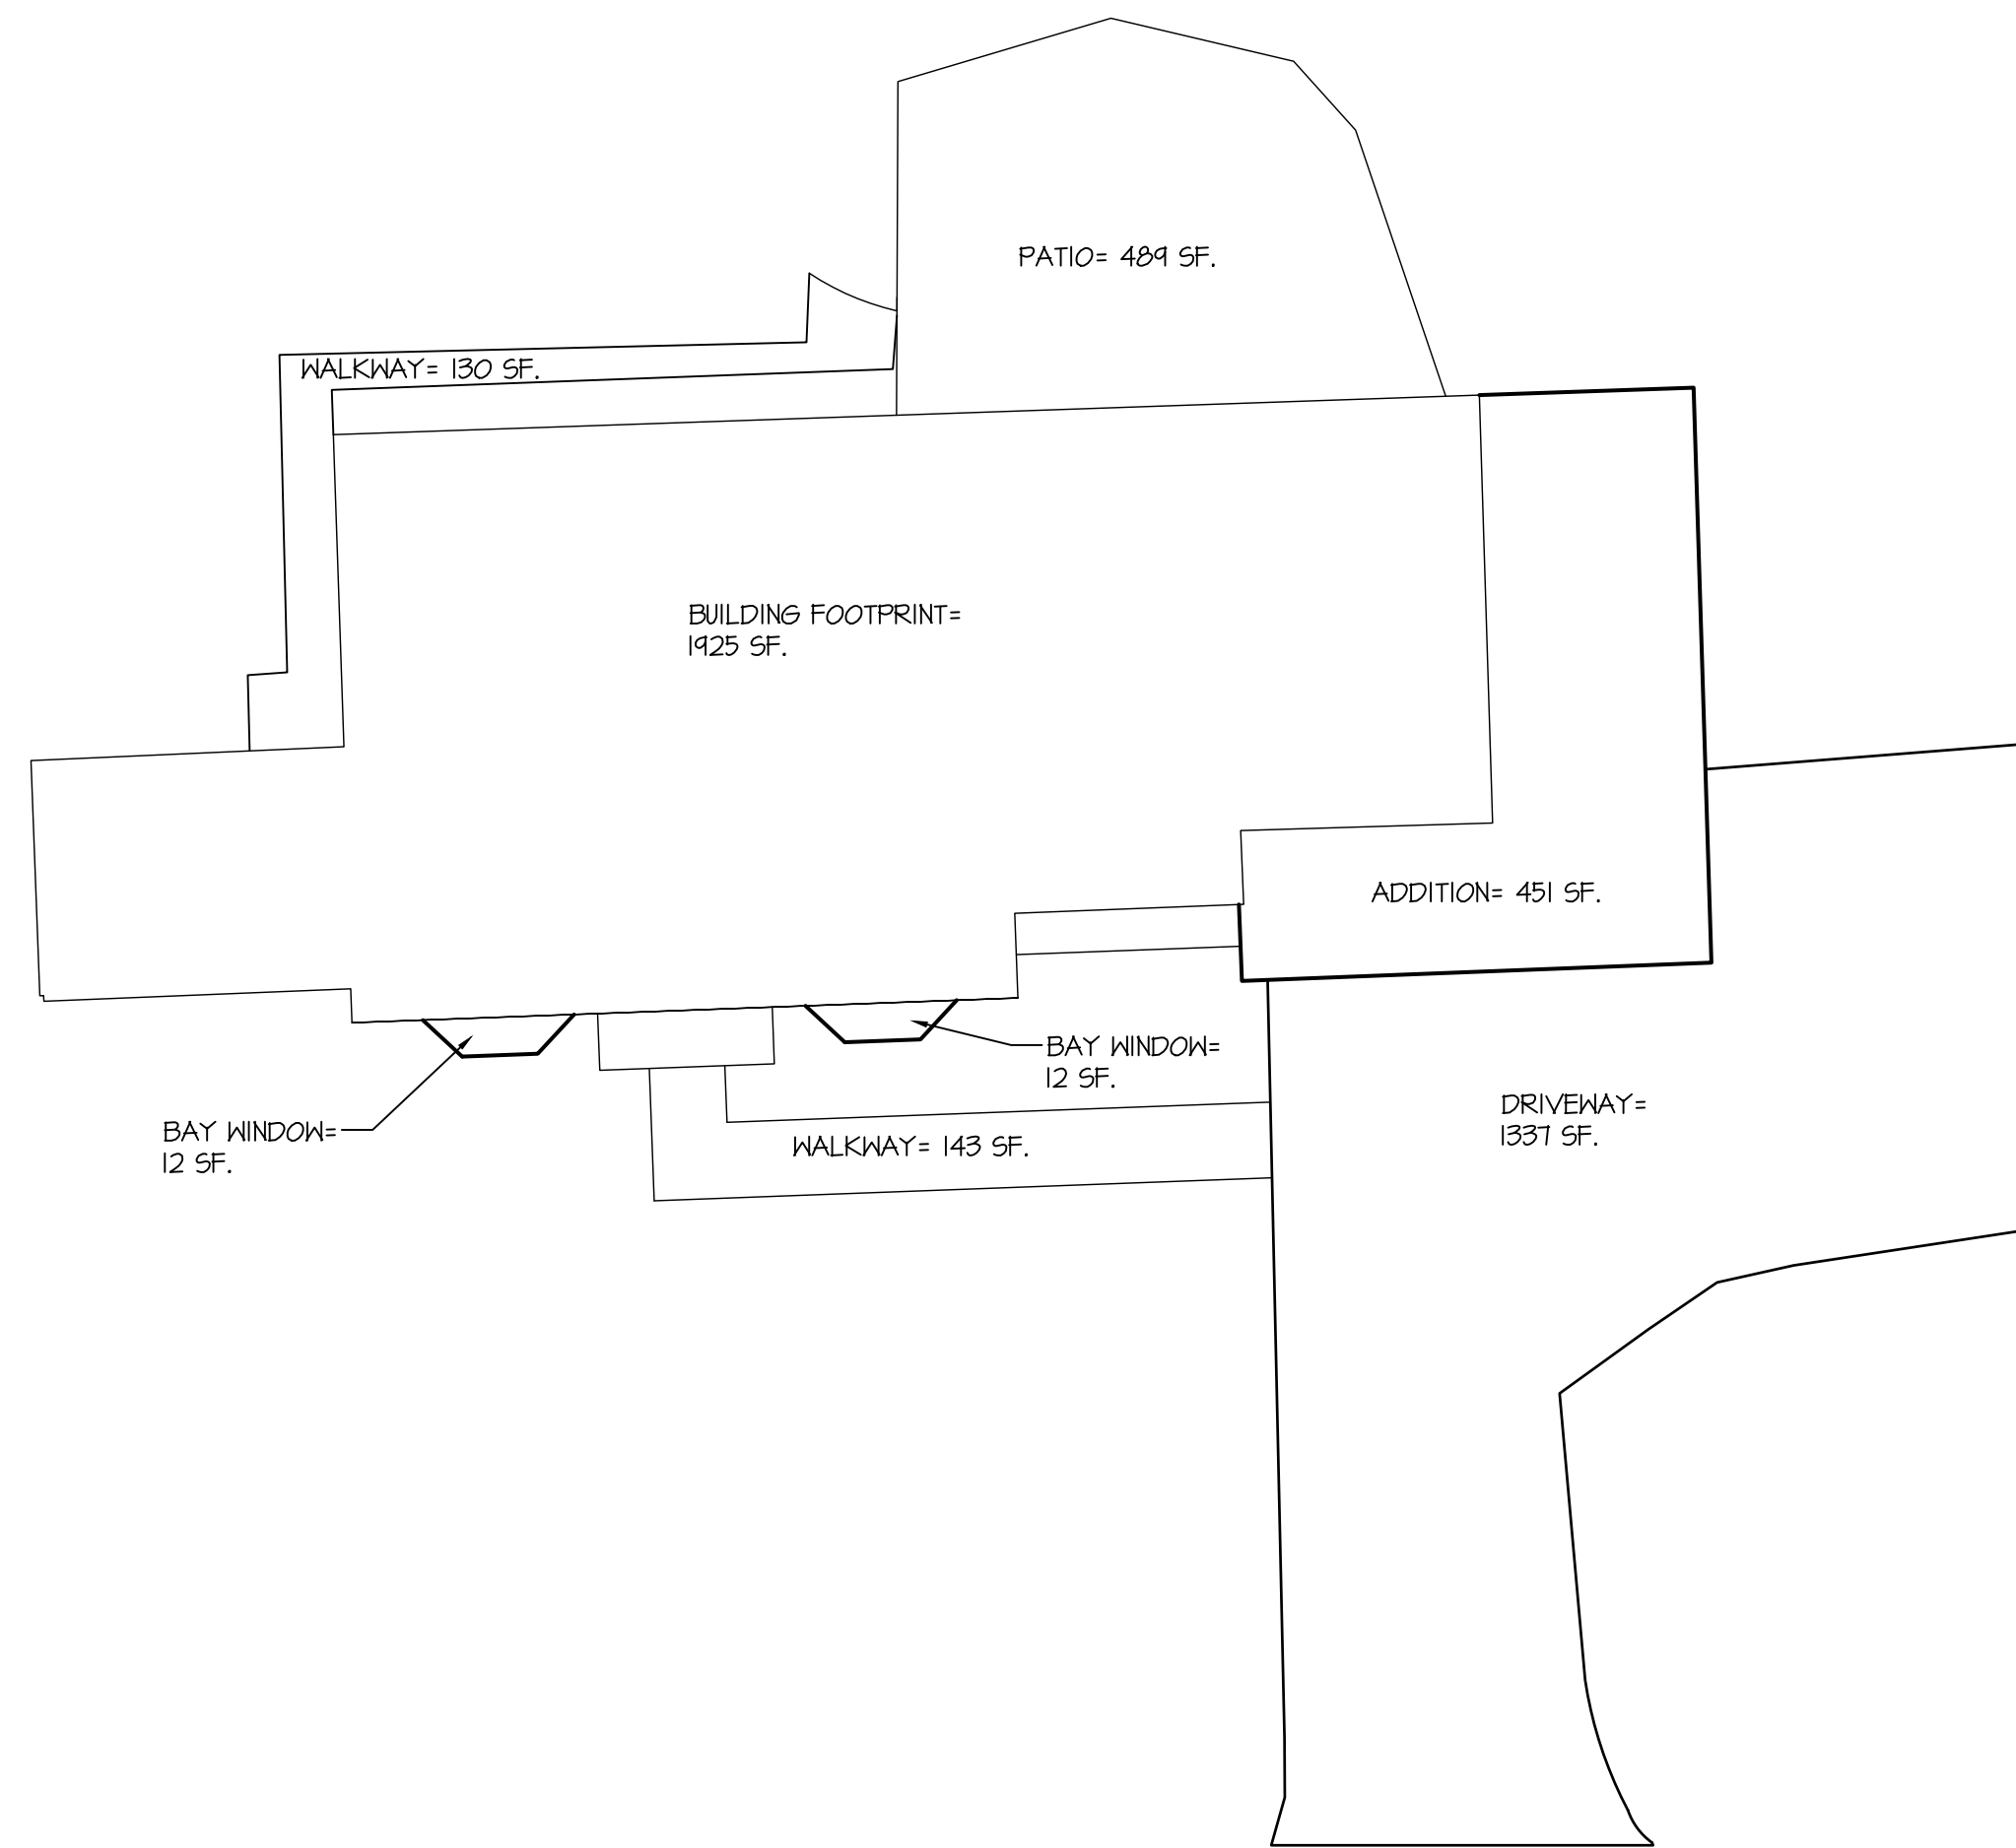 PATIO= 489 SF.
WALKWAY= 130 SF.
BUILDING FOOTPRINT=
1925 SF.
ADDITION= 451 SF.
BAY WINDOW=
12 SF.
DRIVEWAY=
1337 SF.
BAY WINDOW=
12 SF.
WALKWAY= 143 SF.